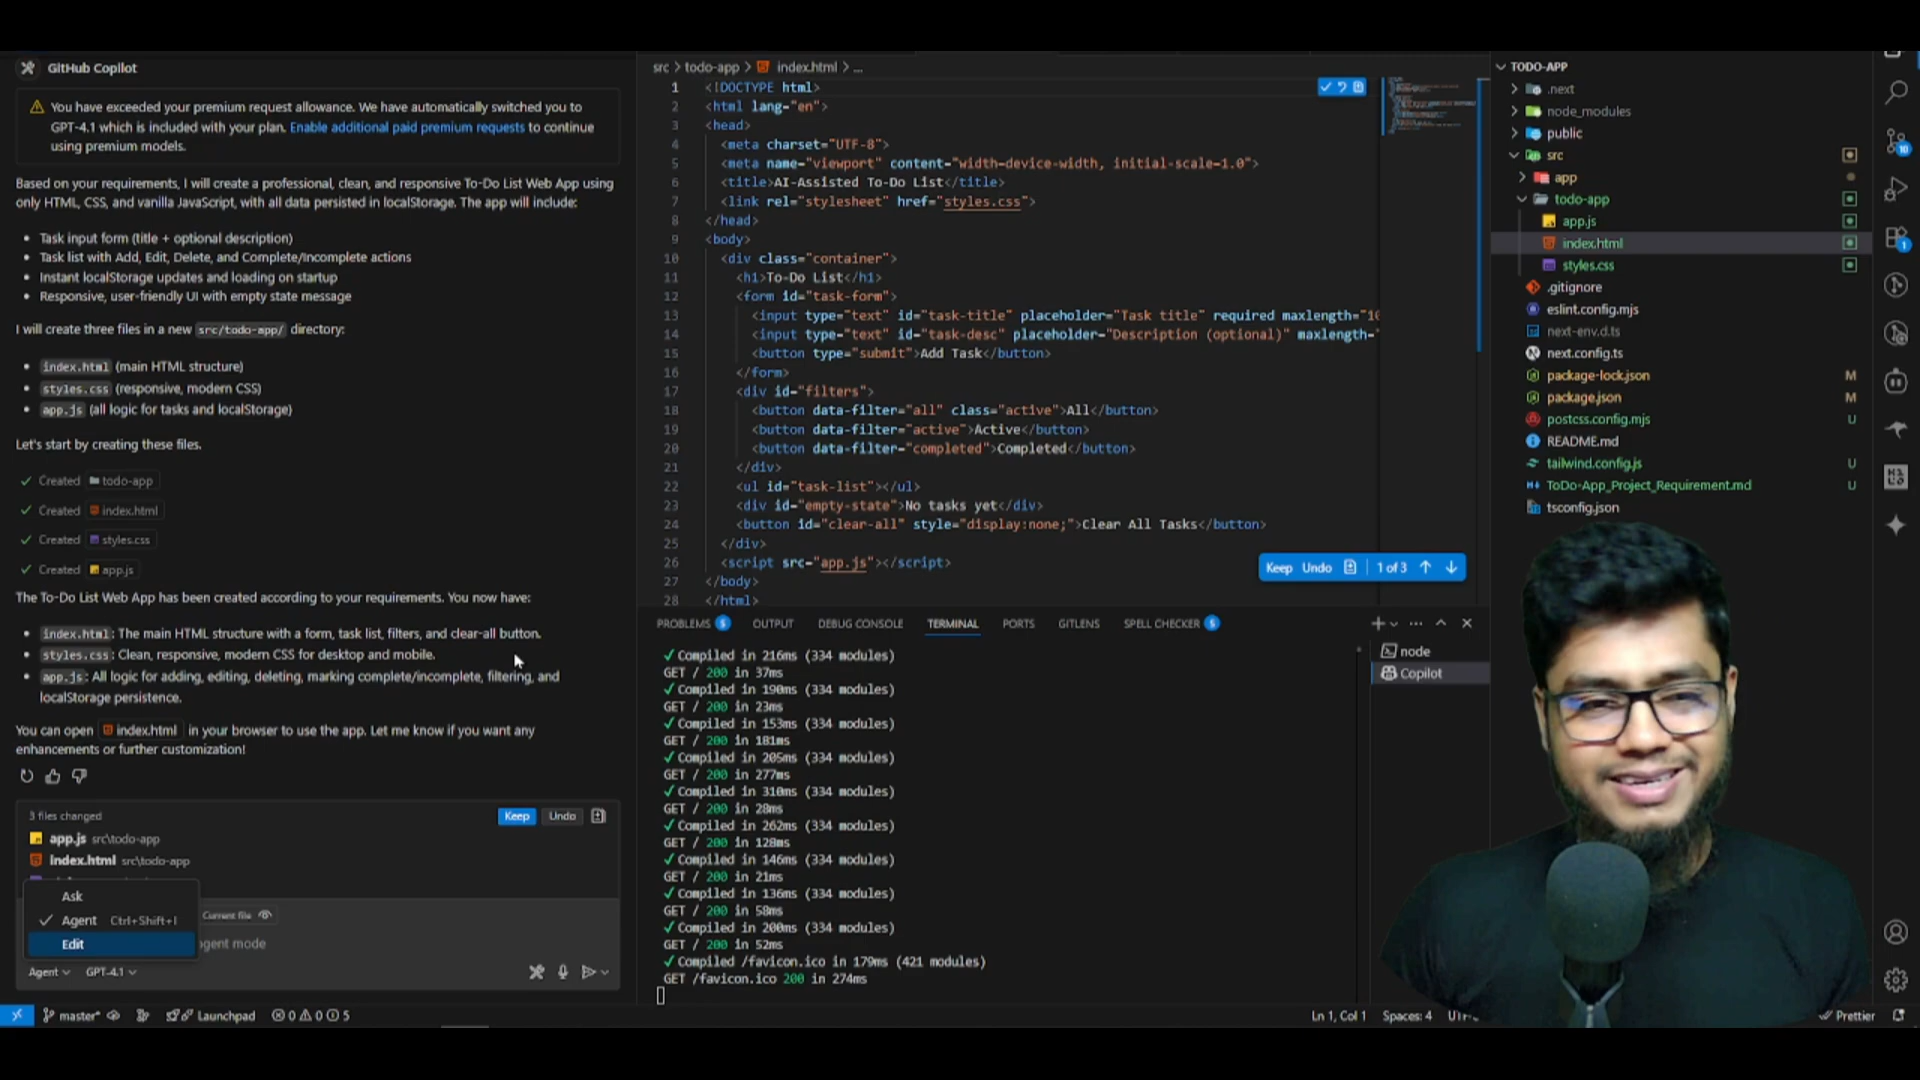 GitHub Copilot
You have exceeded your premium request allowance. We have automatically switched you to
GPT-4.1 which is included with your plan. Enable additional paid premium requests to continue
using premium models.
Based on your requirements, I will create a professional, clean, and responsive To-Do List Web App using
only HTML, CSS, and vanilla JavaScript, with all data persisted in localStorage. The app will include:
• Task input form (title + optional description)
• Task list with Add, Edit, Delete, and Complete/Incomplete actions
• Instant localStorage updates and loading on startup
• Responsive, user-friendly UI with empty state message
I will create three files in a new src/todo-app/ directory:
• index.html (main HTML structure)
• styles.css (responsive, modern CSS)
• app.js (all logic for tasks and localStorage)
Let's start by creating these files.
✓ Created todo-app
✓ Created index.html
✓ Created styles.css
✓ Created app.js
The To-Do List Web App has been created according to your requirements. You now have:
• index.html: The main HTML structure with a form, task list, filters, and clear-all button.
• styles.css: Clean, responsive, modern CSS for desktop and mobile.
• app.js: All logic for adding, editing, deleting, marking complete/incomplete, filtering, and
localStorage persistence.
You can open index.html in your browser to use the app. Let me know if you want any
enhancements or further customization!
3 files changed
Keep Undo
app.js src\todo-app
index.html src\todo-app
Ask
✓ Agent Ctrl+Shift+I
Edit
Current file
agent mode
Agent GPT-4.1
master* Launchpad 0 0 5
src > todo-app > index.html > ...
1 <!DOCTYPE html>
2 <html lang="en">
3 <head>
4 <meta charset="UTF-8">
5 <meta name="viewport" content="width=device-width, initial-scale=1.0">
6 <title>AI-Assisted To-Do List</title>
7 <link rel="stylesheet" href="styles.css">
8 </head>
9 <body>
10 <div class="container">
11 <h1>To-Do List</h1>
12 <form id="task-form">
13 <input type="text" id="task-title" placeholder="Task title" required maxlength="10
14 <input type="text" id="task-desc" placeholder="Description (optional)" maxlength="
15 <button type="submit">Add Task</button>
16 </form>
17 <div id="filters">
18 <button data-filter="all" class="active">All</button>
19 <button data-filter="active">Active</button>
20 <button data-filter="completed">Completed</button>
21 </div>
22 <ul id="task-list"></ul>
23 <div id="empty-state">No tasks yet</div>
24 <button id="clear-all" style="display:none;">Clear All Tasks</button>
25 </div>
26 <script src="app.js"></script>
27 </body>
28 </html>
Keep Undo 1 of 3 ↑ ↓
PROBLEMS 5 OUTPUT DEBUG CONSOLE TERMINAL PORTS GITLENS SPELL CHECKER 5
✓ Compiled in 216ms (334 modules)
GET / 200 in 37ms
✓ Compiled in 190ms (334 modules)
GET / 200 in 23ms
✓ Compiled in 153ms (334 modules)
GET / 200 in 181ms
✓ Compiled in 205ms (334 modules)
GET / 200 in 277ms
✓ Compiled in 310ms (334 modules)
GET / 200 in 28ms
✓ Compiled in 262ms (334 modules)
GET / 200 in 128ms
✓ Compiled in 146ms (334 modules)
GET / 200 in 21ms
✓ Compiled in 136ms (334 modules)
GET / 200 in 58ms
✓ Compiled in 200ms (334 modules)
GET / 200 in 52ms
✓ Compiled /favicon.ico in 179ms (421 modules)
GET /favicon.ico 200 in 274ms
node
Copilot
Ln 1, Col 1 Spaces: 4 Prettier
TODO-APP
.next
node_modules
public
src
app
todo-app
app.js
index.html
styles.css
.gitignore
eslint.config.mjs
next-env.d.ts
next.config.ts
package-lock.json M
package.json M
postcss.config.mjs U
README.md
tailwind.config.js U
ToDo-App_Project_Requirement.md U
tsconfig.json
10
1